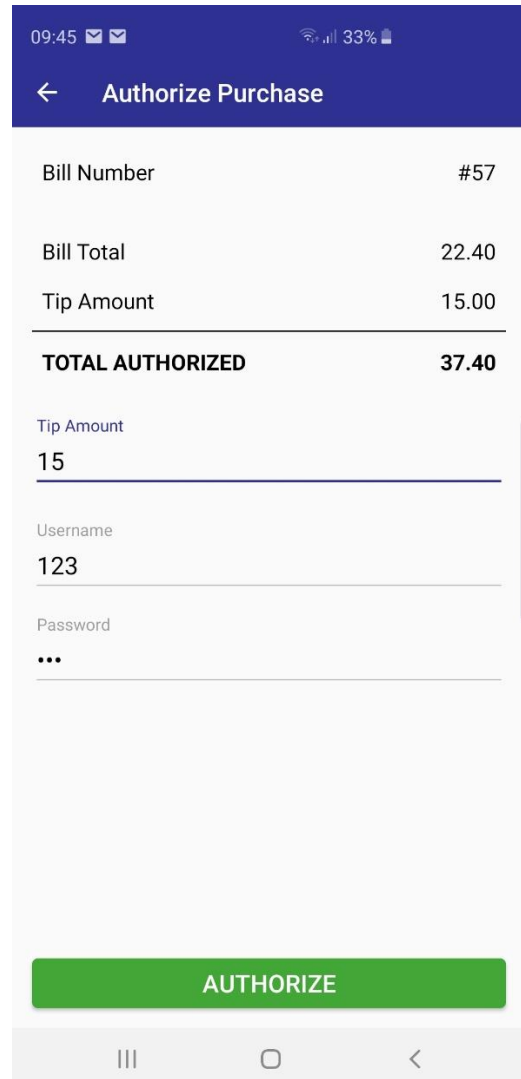 09:45 33%
Authorize Purchase
Bill Number #57
Bill Total 22.40
Tip Amount 15.00
TOTAL AUTHORIZED 37.40
Tip Amount
15
Username
123
Password
•••
AUTHORIZE